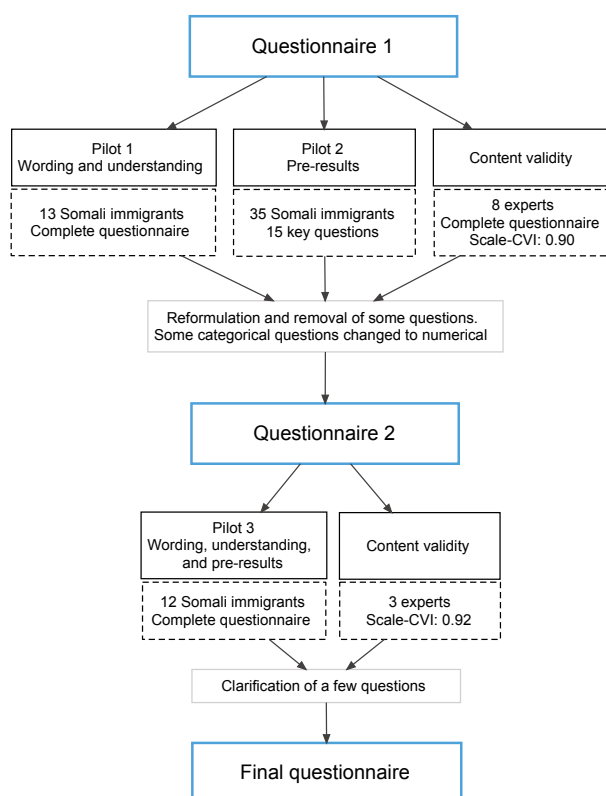 Questionnaire 1
Pilot 1
Wording and understanding
Pilot 2
Pre-results
Content validity
13 Somali immigrants
Complete questionnaire
35 Somali immigrants
15 key questions
8 experts
Complete questionnaire
Scale-CVI: 0.90
Reformulation and removal of some questions.
Some categorical questions changed to numerical
Questionnaire 2
Pilot 3
Wording, understanding,
and pre-results
Content validity
12 Somali immigrants
Complete questionnaire
3 experts
Scale-CVI: 0.92
Clarification of a few questions
Final questionnaire